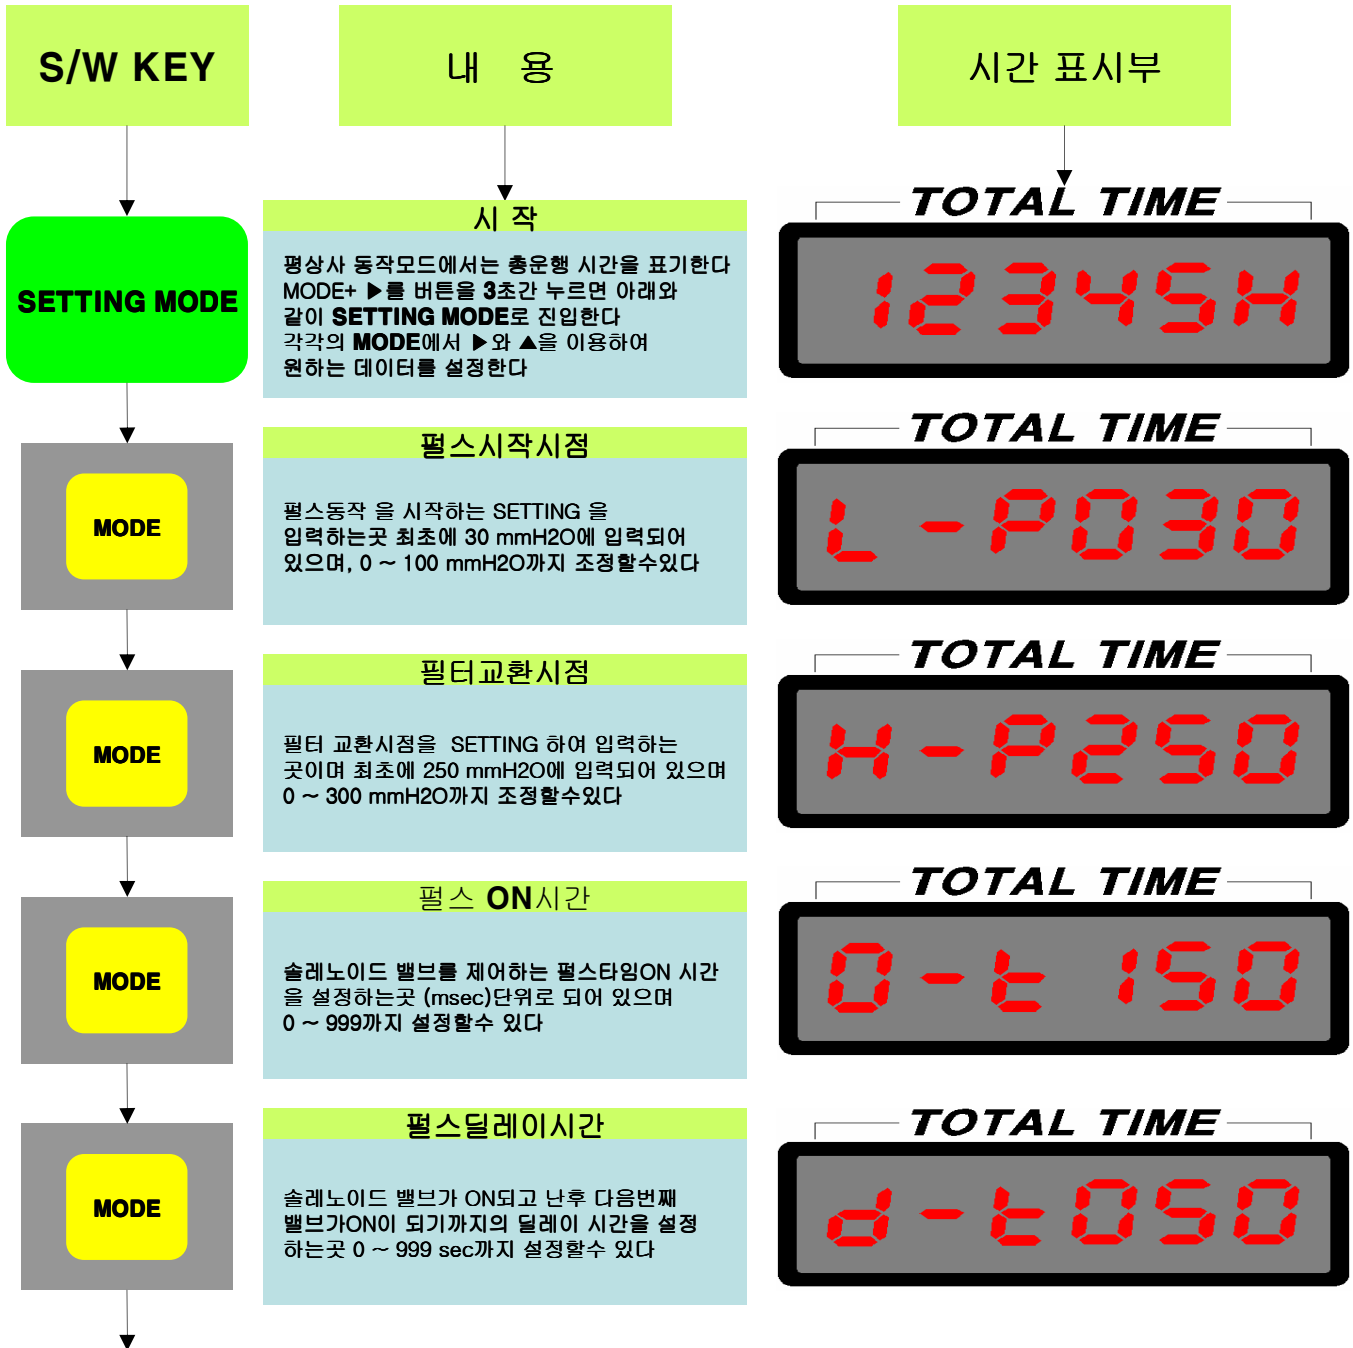 S/W KEY
내 용
시간 표시부
SETTING MODE
시 작
평상사 동작모드에서는 총운행 시간을 표기한다
MODE+ ▶를 버튼을 3초간 누르면 아래와
같이 SETTING MODE로 진입한다
각각의 MODE에서 ▶와 ▲을 이용하여
원하는 데이터를 설정한다
TOTAL TIME
12345H
MODE
펄스시작시점
펄스동작 을 시작하는 SETTING 을
입력하는곳 최초에 30 mmH2O에 입력되어
있으며, 0 ~ 100 mmH2O까지 조정할수있다
TOTAL TIME
L-P030
MODE
필터교환시점
필터 교환시점을 SETTING 하여 입력하는
곳이며 최초에 250 mmH2O에 입력되어 있으며
0 ~ 300 mmH2O까지 조정할수있다
TOTAL TIME
H-P250
MODE
펄스 ON시간
솔레노이드 밸브를 제어하는 펄스타임ON 시간
을 설정하는곳 (msec)단위로 되어 있으며
0 ~ 999까지 설정할수 있다
TOTAL TIME
O-t 150
MODE
펄스딜레이시간
솔레노이드 밸브가 ON되고 난후 다음번째
밸브가ON이 되기까지의 딜레이 시간을 설정
하는곳 0 ~ 999 sec까지 설정할수 있다
TOTAL TIME
d-t050